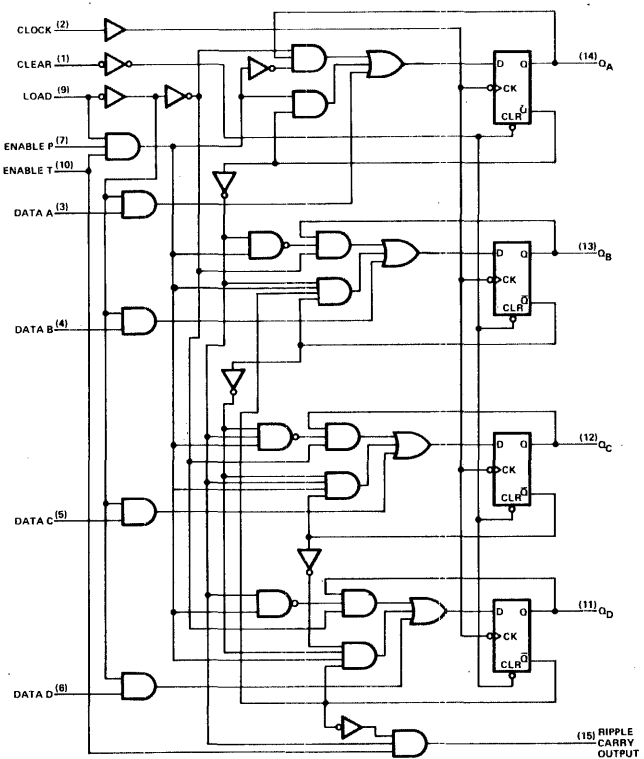 CLOCK (2)
CLEAR (1)
LOAD (9)
ENABLE P (7)
ENABLE T (10)
DATA A (3)
D Q (14) QA
CK
CLR Q̅
DATA B (4)
D Q (13) QB
CK
CLR Q̅
D Q (12) QC
CK
CLR Q̅
DATA C (5)
D Q (11) QD
CK
CLR Q̅
DATA D (6)
(15) RIPPLE
CARRY
OUTPUT